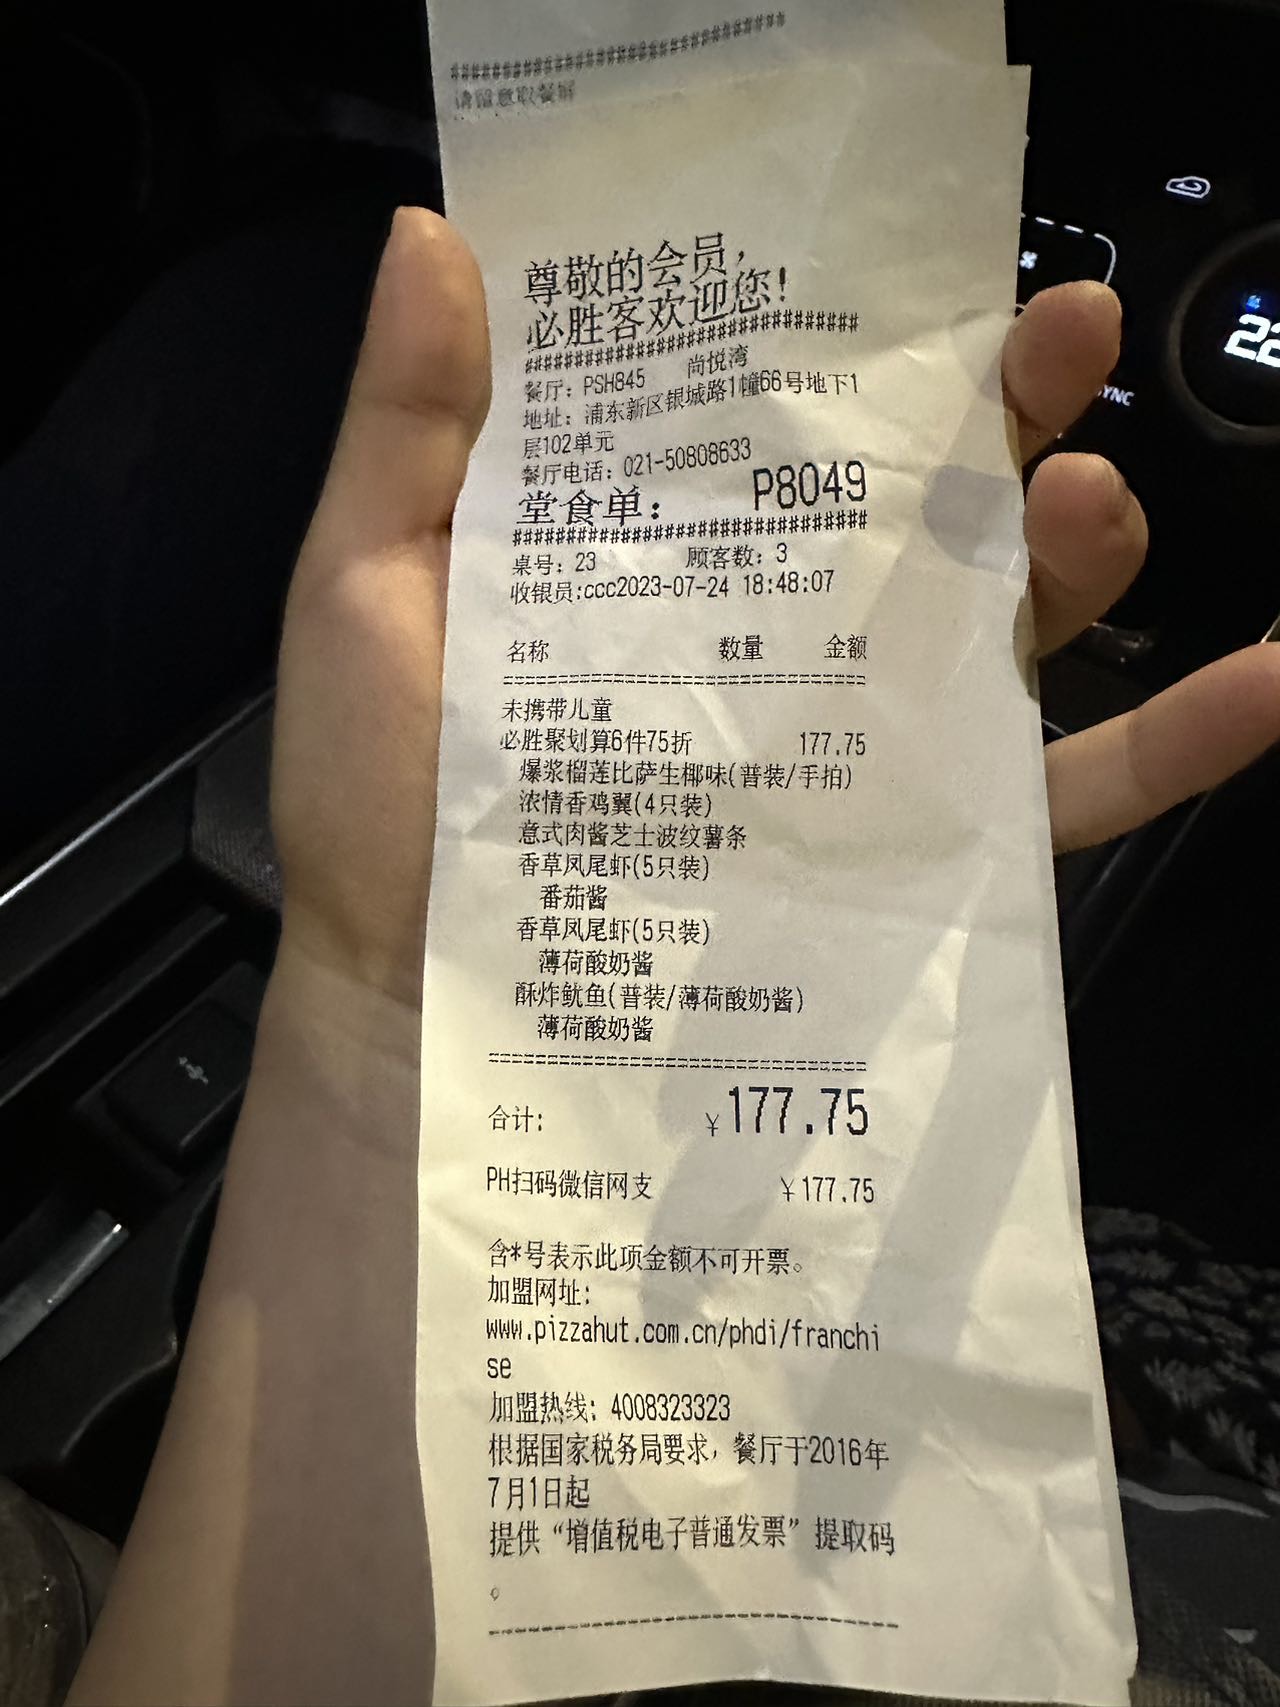 ################################
请留意取餐屏
尊敬的会员，
必胜客欢迎您！
################################
餐厅：PSH845 尚悦湾
地址：浦东新区银城路1幢66号地下1
层102单元
餐厅电话：021-50808633
堂食单： P8049
################################
桌号：23 顾客数：3
收银员:ccc2023-07-24 18:48:07
名称 数量 金额
================================
未携带儿童
必胜聚划算6件75折 177.75
爆浆榴莲比萨生椰味(普装/手拍)
浓情香鸡翼(4只装)
意式肉酱芝士波纹薯条
香草凤尾虾(5只装)
番茄酱
香草凤尾虾(5只装)
薄荷酸奶酱
酥炸鱿鱼(普装/薄荷酸奶酱)
薄荷酸奶酱
================================
合计： ￥177.75
PH扫码微信网支 ￥177.75
含*号表示此项金额不可开票。
加盟网址：
www.pizzahut.com.cn/phdi/franchi
se
加盟热线：4008323323
根据国家税务局要求，餐厅于2016年
7月1日起
提供“增值税电子普通发票”提取码
。
--------------------------------
SYNC